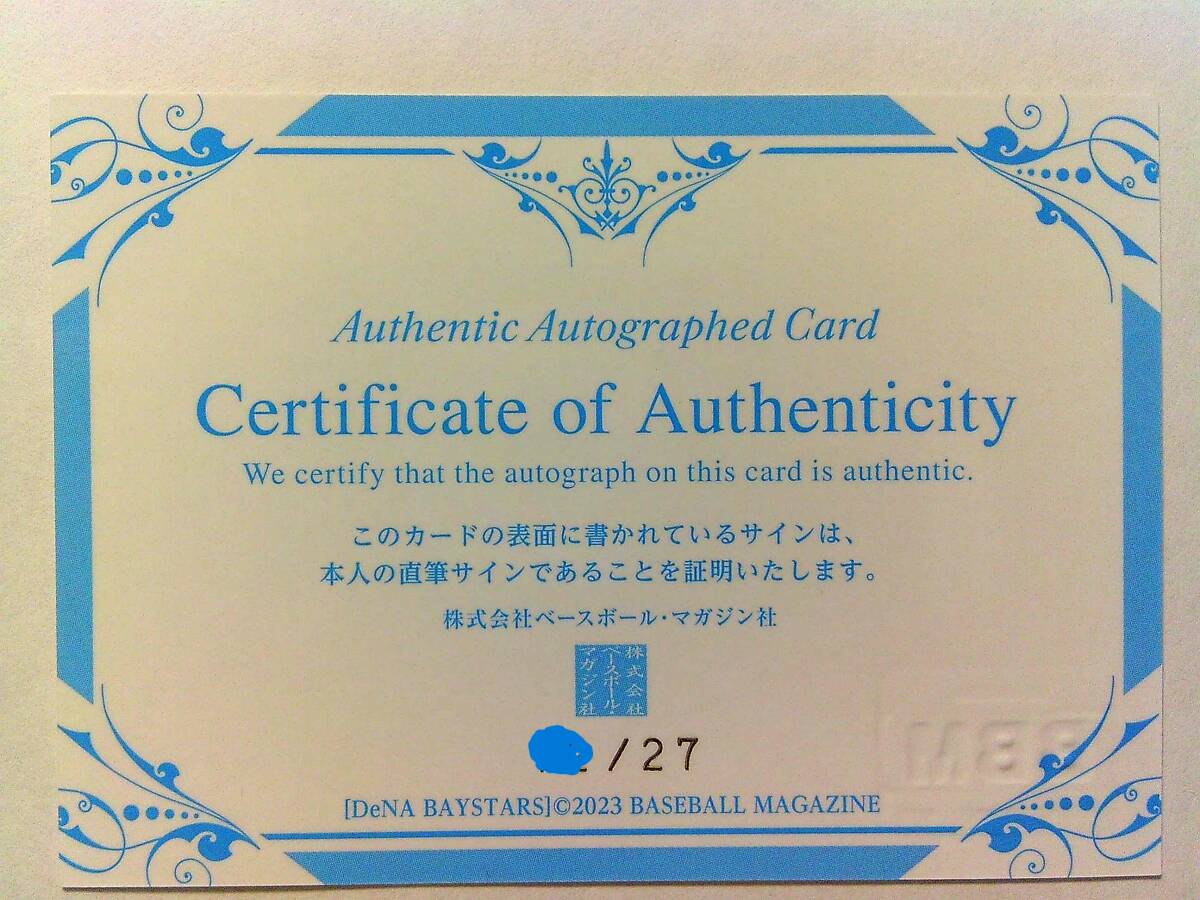 Authentic Autographed Card
Certificate of Authenticity
We certify that the autograph on this card is authentic.
このカードの表面に書かれているサインは、
本人の直筆サインであることを証明いたします。
株式会社ベースボール・マガジン社
株式会社
ベースボール・
マガジン社
/27
BBM
[DeNA BAYSTARS]©2023 BASEBALL MAGAZINE